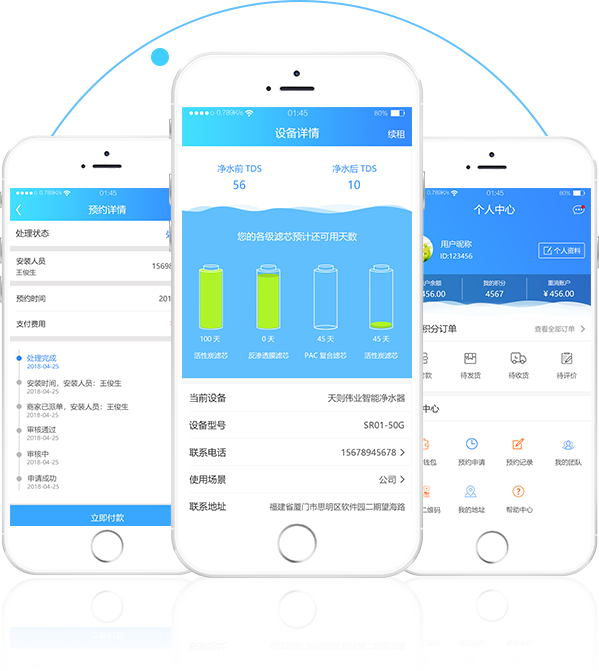 0.789K/s
01:45
预约详情
处理状态
安装人员
王俊生
15698
预约时间
201
支付费用
处理完成
2018-04-25
安装时间，安装人员：王俊生
2018-04-25
商家已派单，安装人员：王俊生
2018-04-25
审核通过
2018-04-25
审核中
2018-04-25
申请成功
2018-04-25
立即付款
0.789K/s
01:45
80%
设备详情
续租
净水前 TDS
净水后 TDS
56
10
您的各级滤芯预计还可用天数
100 天
0 天
45 天
45 天
活性炭滤芯
反渗透膜滤芯
PAC 复合滤芯
活性炭滤芯
当前设备
天则伟业智能净水器
设备型号
SR01-50G
联系电话
15678945678
使用场景
公司
联系地址
福建省厦门市思明区软件园二期望海路
.789K/s
01:45
80%
个人中心
用户昵称
ID:123456
个人资料
户余额
我的积分
重消账户
456.00
4567
¥ 456.00
积分订单
查看全部订单
付款
待发货
待收货
待评价
中心
钱包
预约申请
预约记录
我的团队
二维码
我的地址
帮助中心